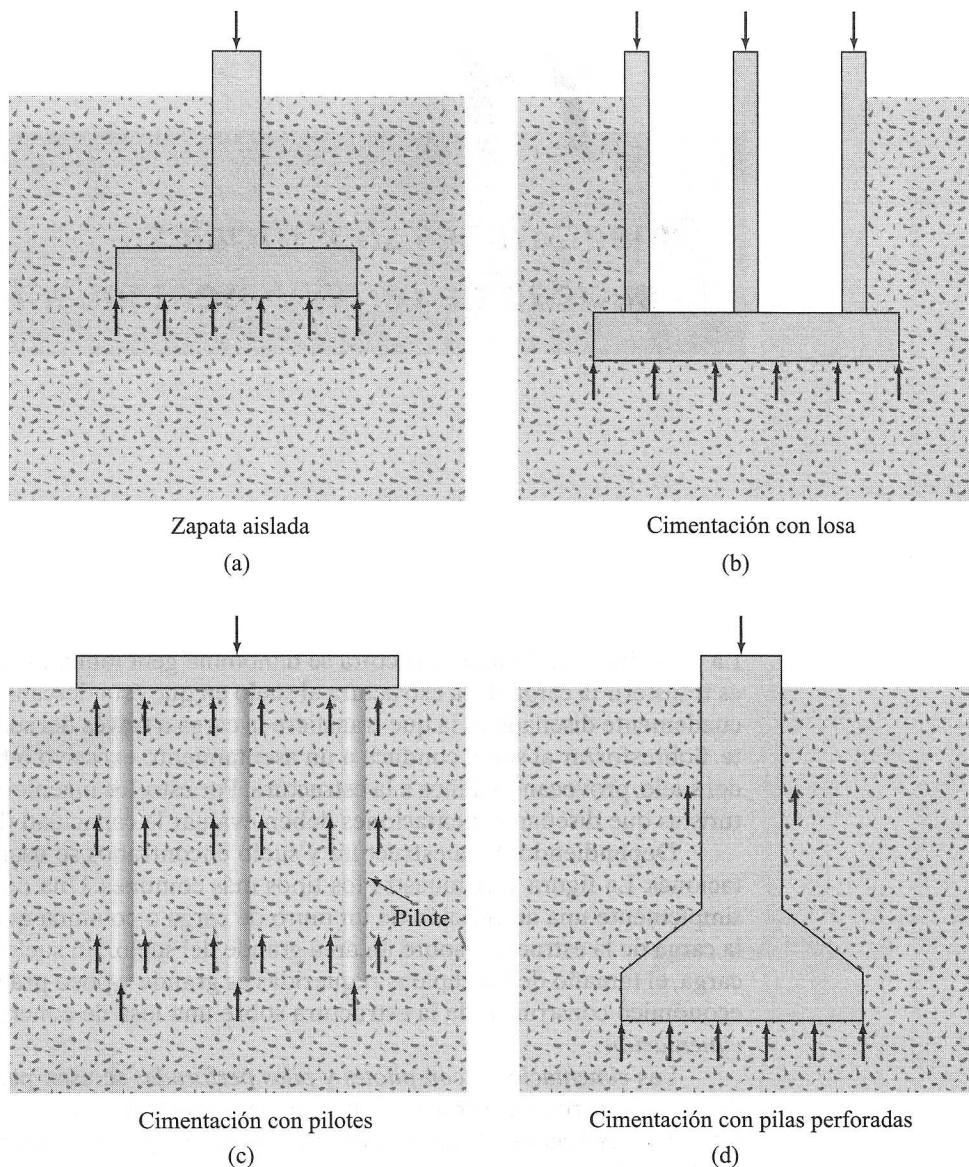 Zapata aislada
(a)
Cimentación con losa
(b)
Pilote
Cimentación con pilotes
(c)
Cimentación con pilas perforadas
(d)